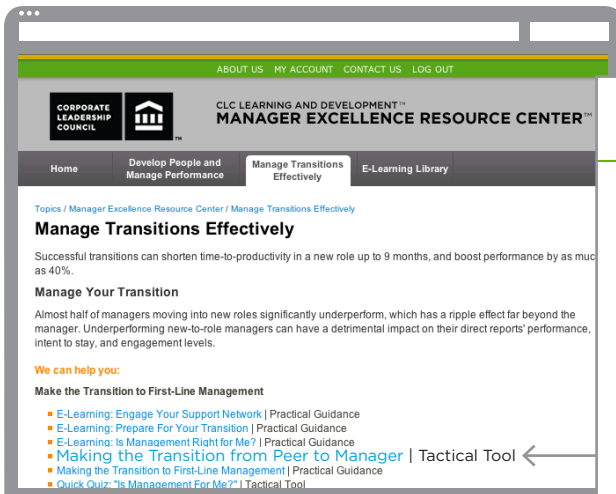 ABOUT US MY ACCOUNT CONTACT US LOG OUT
CORPORATE
LEADERSHIP
COUNCIL
™
CLC LEARNING AND DEVELOPMENT™
MANAGER EXCELLENCE RESOURCE CENTER™
Home
Develop People and
Manage Performance
Manage Transitions
Effectively
E-Learning Library
Topics / Manager Excellence Resource Center / Manage Transitions Effectively
Manage Transitions Effectively
Successful transitions can shorten time-to-productivity in a new role up to 9 months, and boost performance by as muc
as 40%.
Manage Your Transition
Almost half of managers moving into new roles significantly underperform, which has a ripple effect far beyond the
manager. Underperforming new-to-role managers can have a detrimental impact on their direct reports' performance,
intent to stay, and engagement levels.
We can help you:
Make the Transition to First-Line Management
E-Learning: Engage Your Support Network | Practical Guidance
E-Learning: Prepare For Your Transition | Practical Guidance
E-Learning: Is Management Right for Me? | Practical Guidance
Making the Transition from Peer to Manager | Tactical Tool
Making the Transition to First-Line Management | Practical Guidance
Quick Quiz: "Is Management For Me?" | Tactical Tool